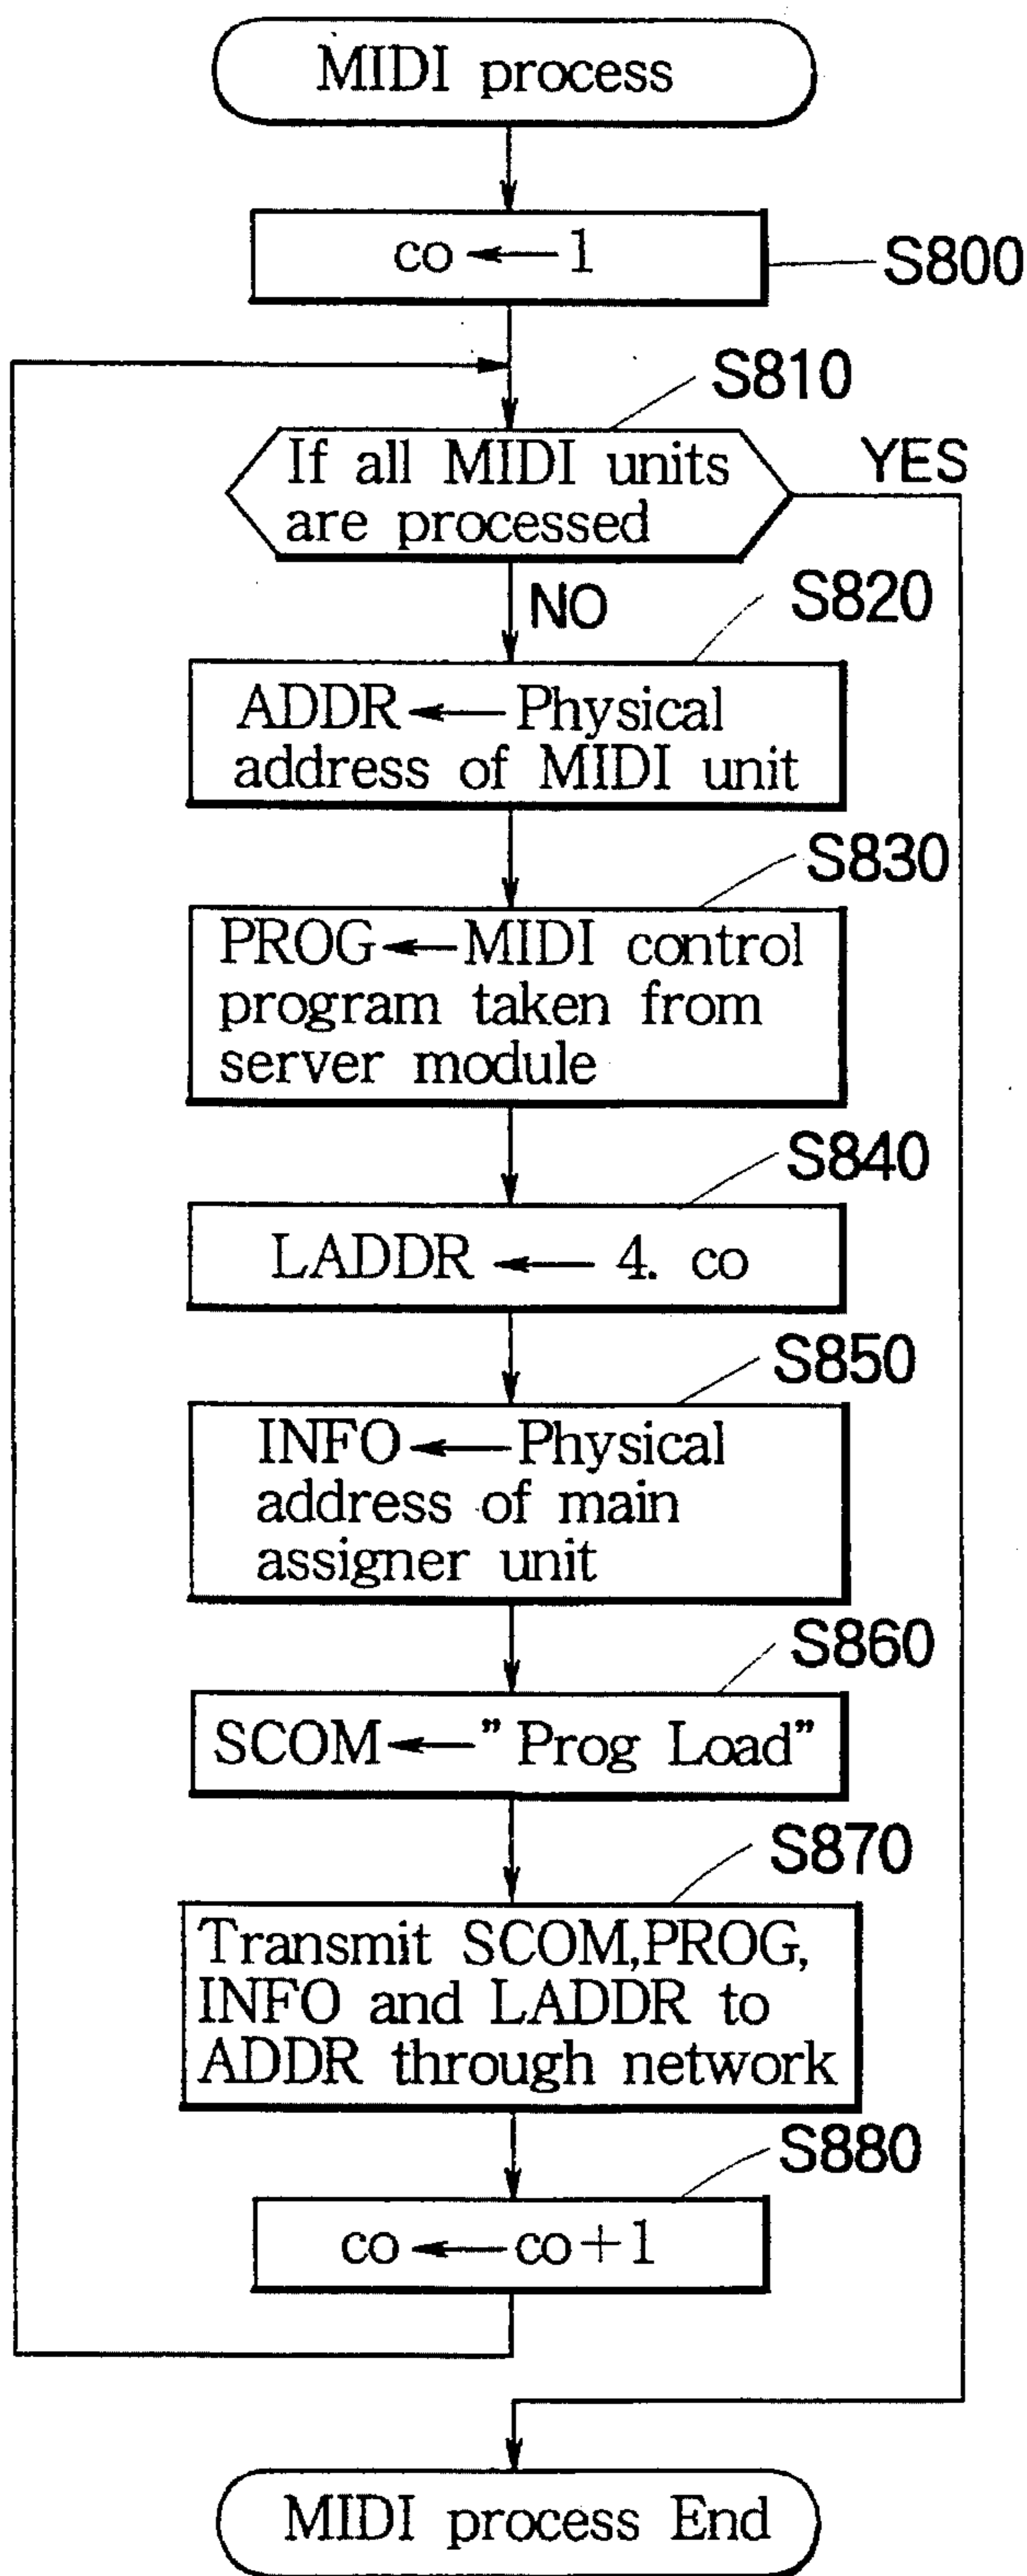 MIDI process
co ← 1
S800
S810
If all MIDI units
are processed
YES
NO
S820
ADDR ← Physical
address of MIDI unit
S830
PROG ← MIDI control
program taken from
server module
S840
LADDR ← 4. co
S850
INFO ← Physical
address of main
assigner unit
S860
SCOM ← "Prog Load"
S870
Transmit SCOM,PROG,
INFO and LADDR to
ADDR through network
S880
co ← co+1
MIDI process End